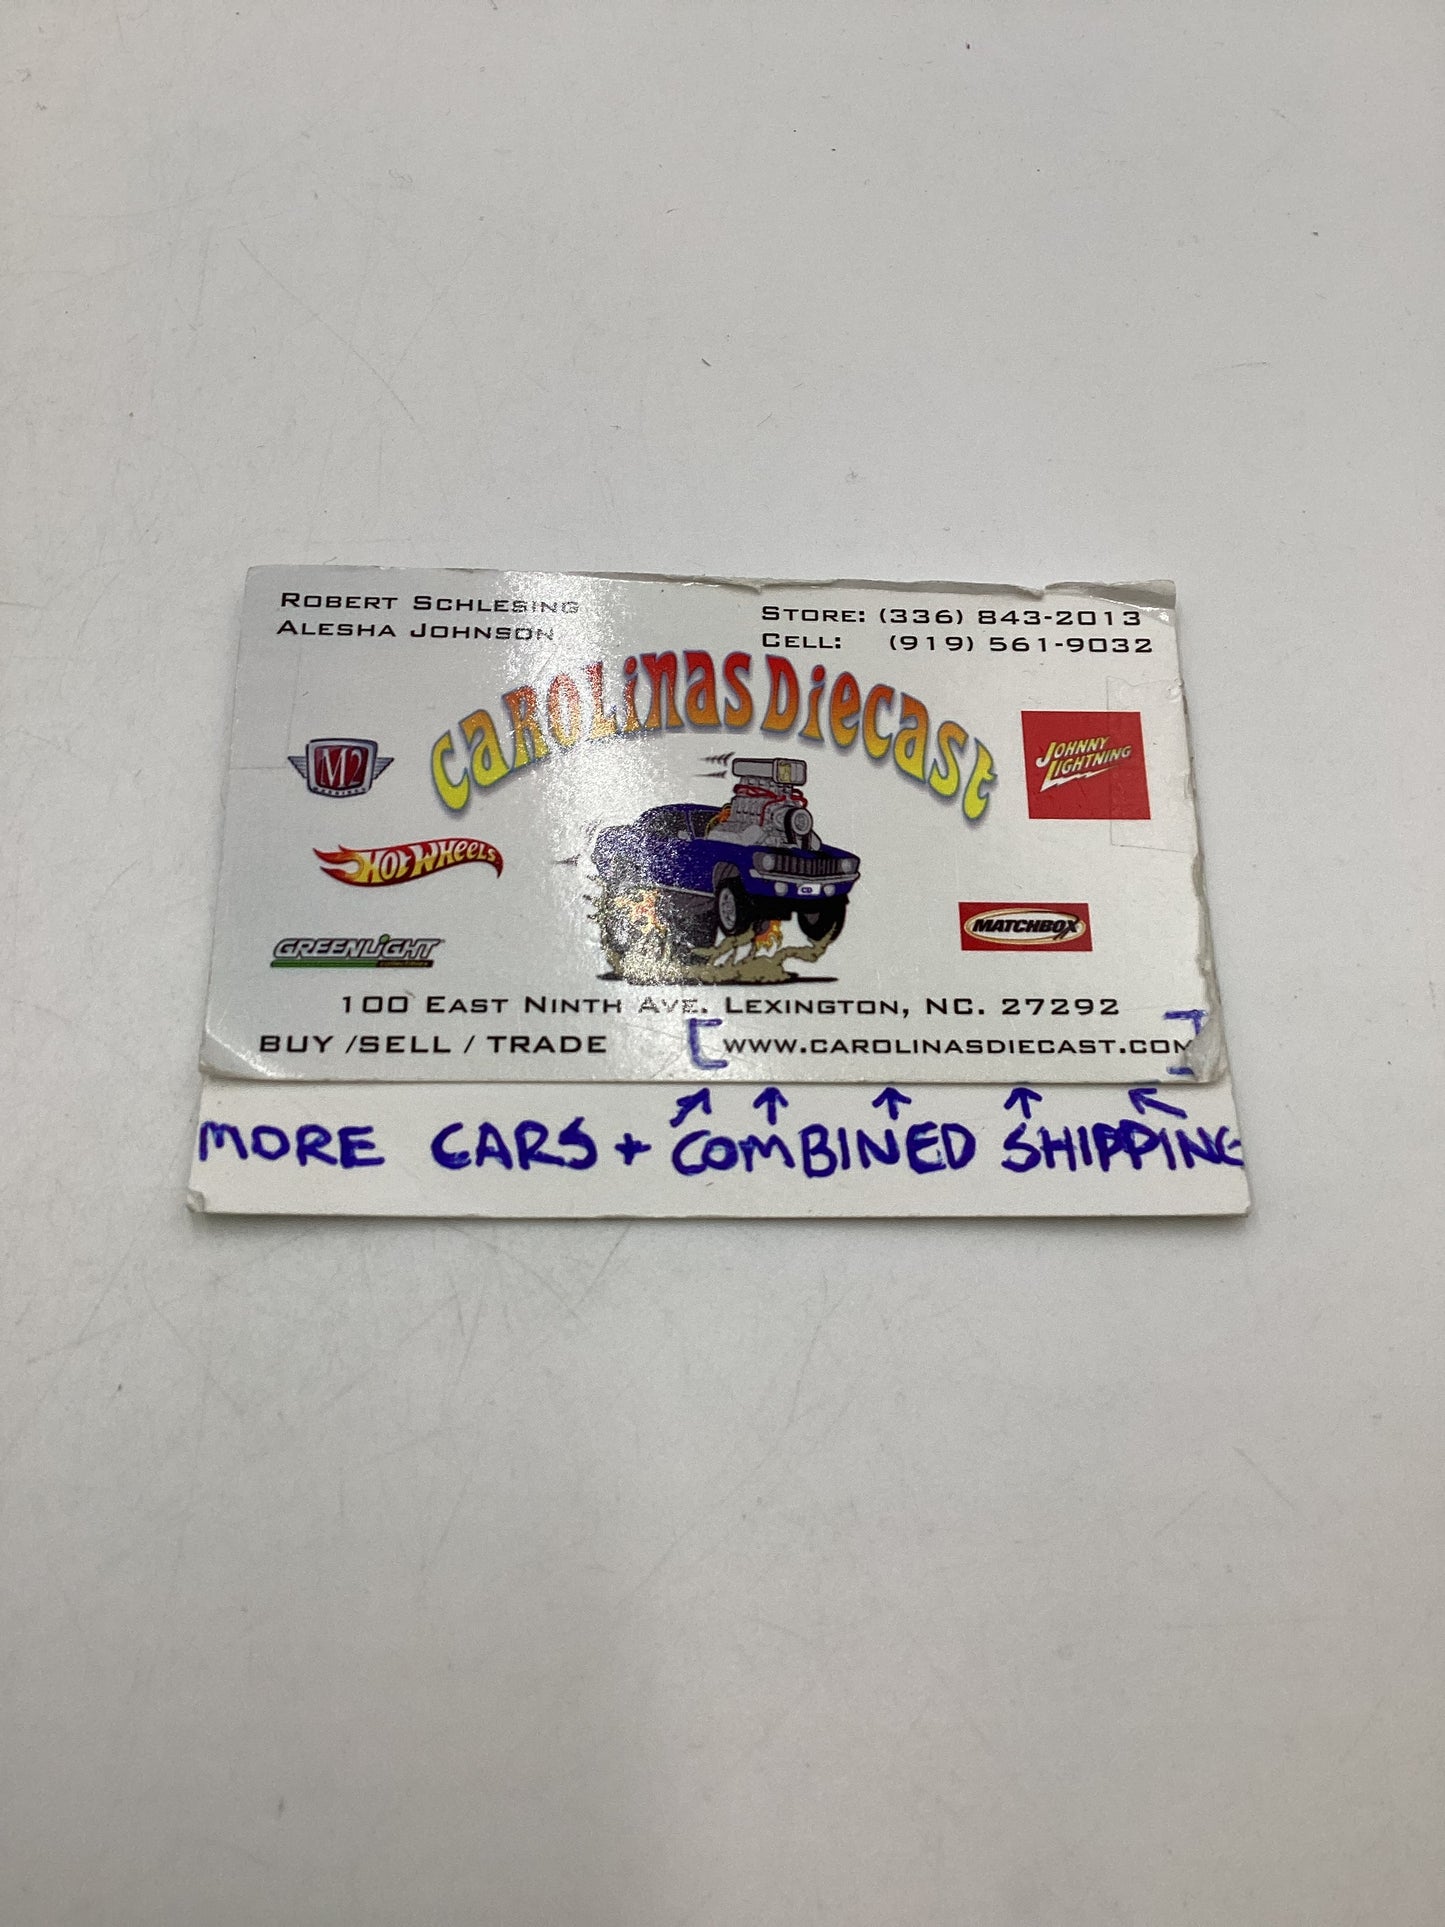 ROBERT SCHLESING
ALESHA JOHNSON
STORE: (336) 843-2013
CELL: (919) 561-9032
CAROLINAS DIECAST
M2
MACHINES
JOHNNY
LIGHTNING
HOT WHEELS
CD
MATCHBOX
GREENLIGHT
100 EAST NINTH AVE. LEXINGTON, NC. 27292
BUY /SELL / TRADE [WWW.CAROLINASDIECAST.COM]
MORE CARS + COMBINED SHIPPING